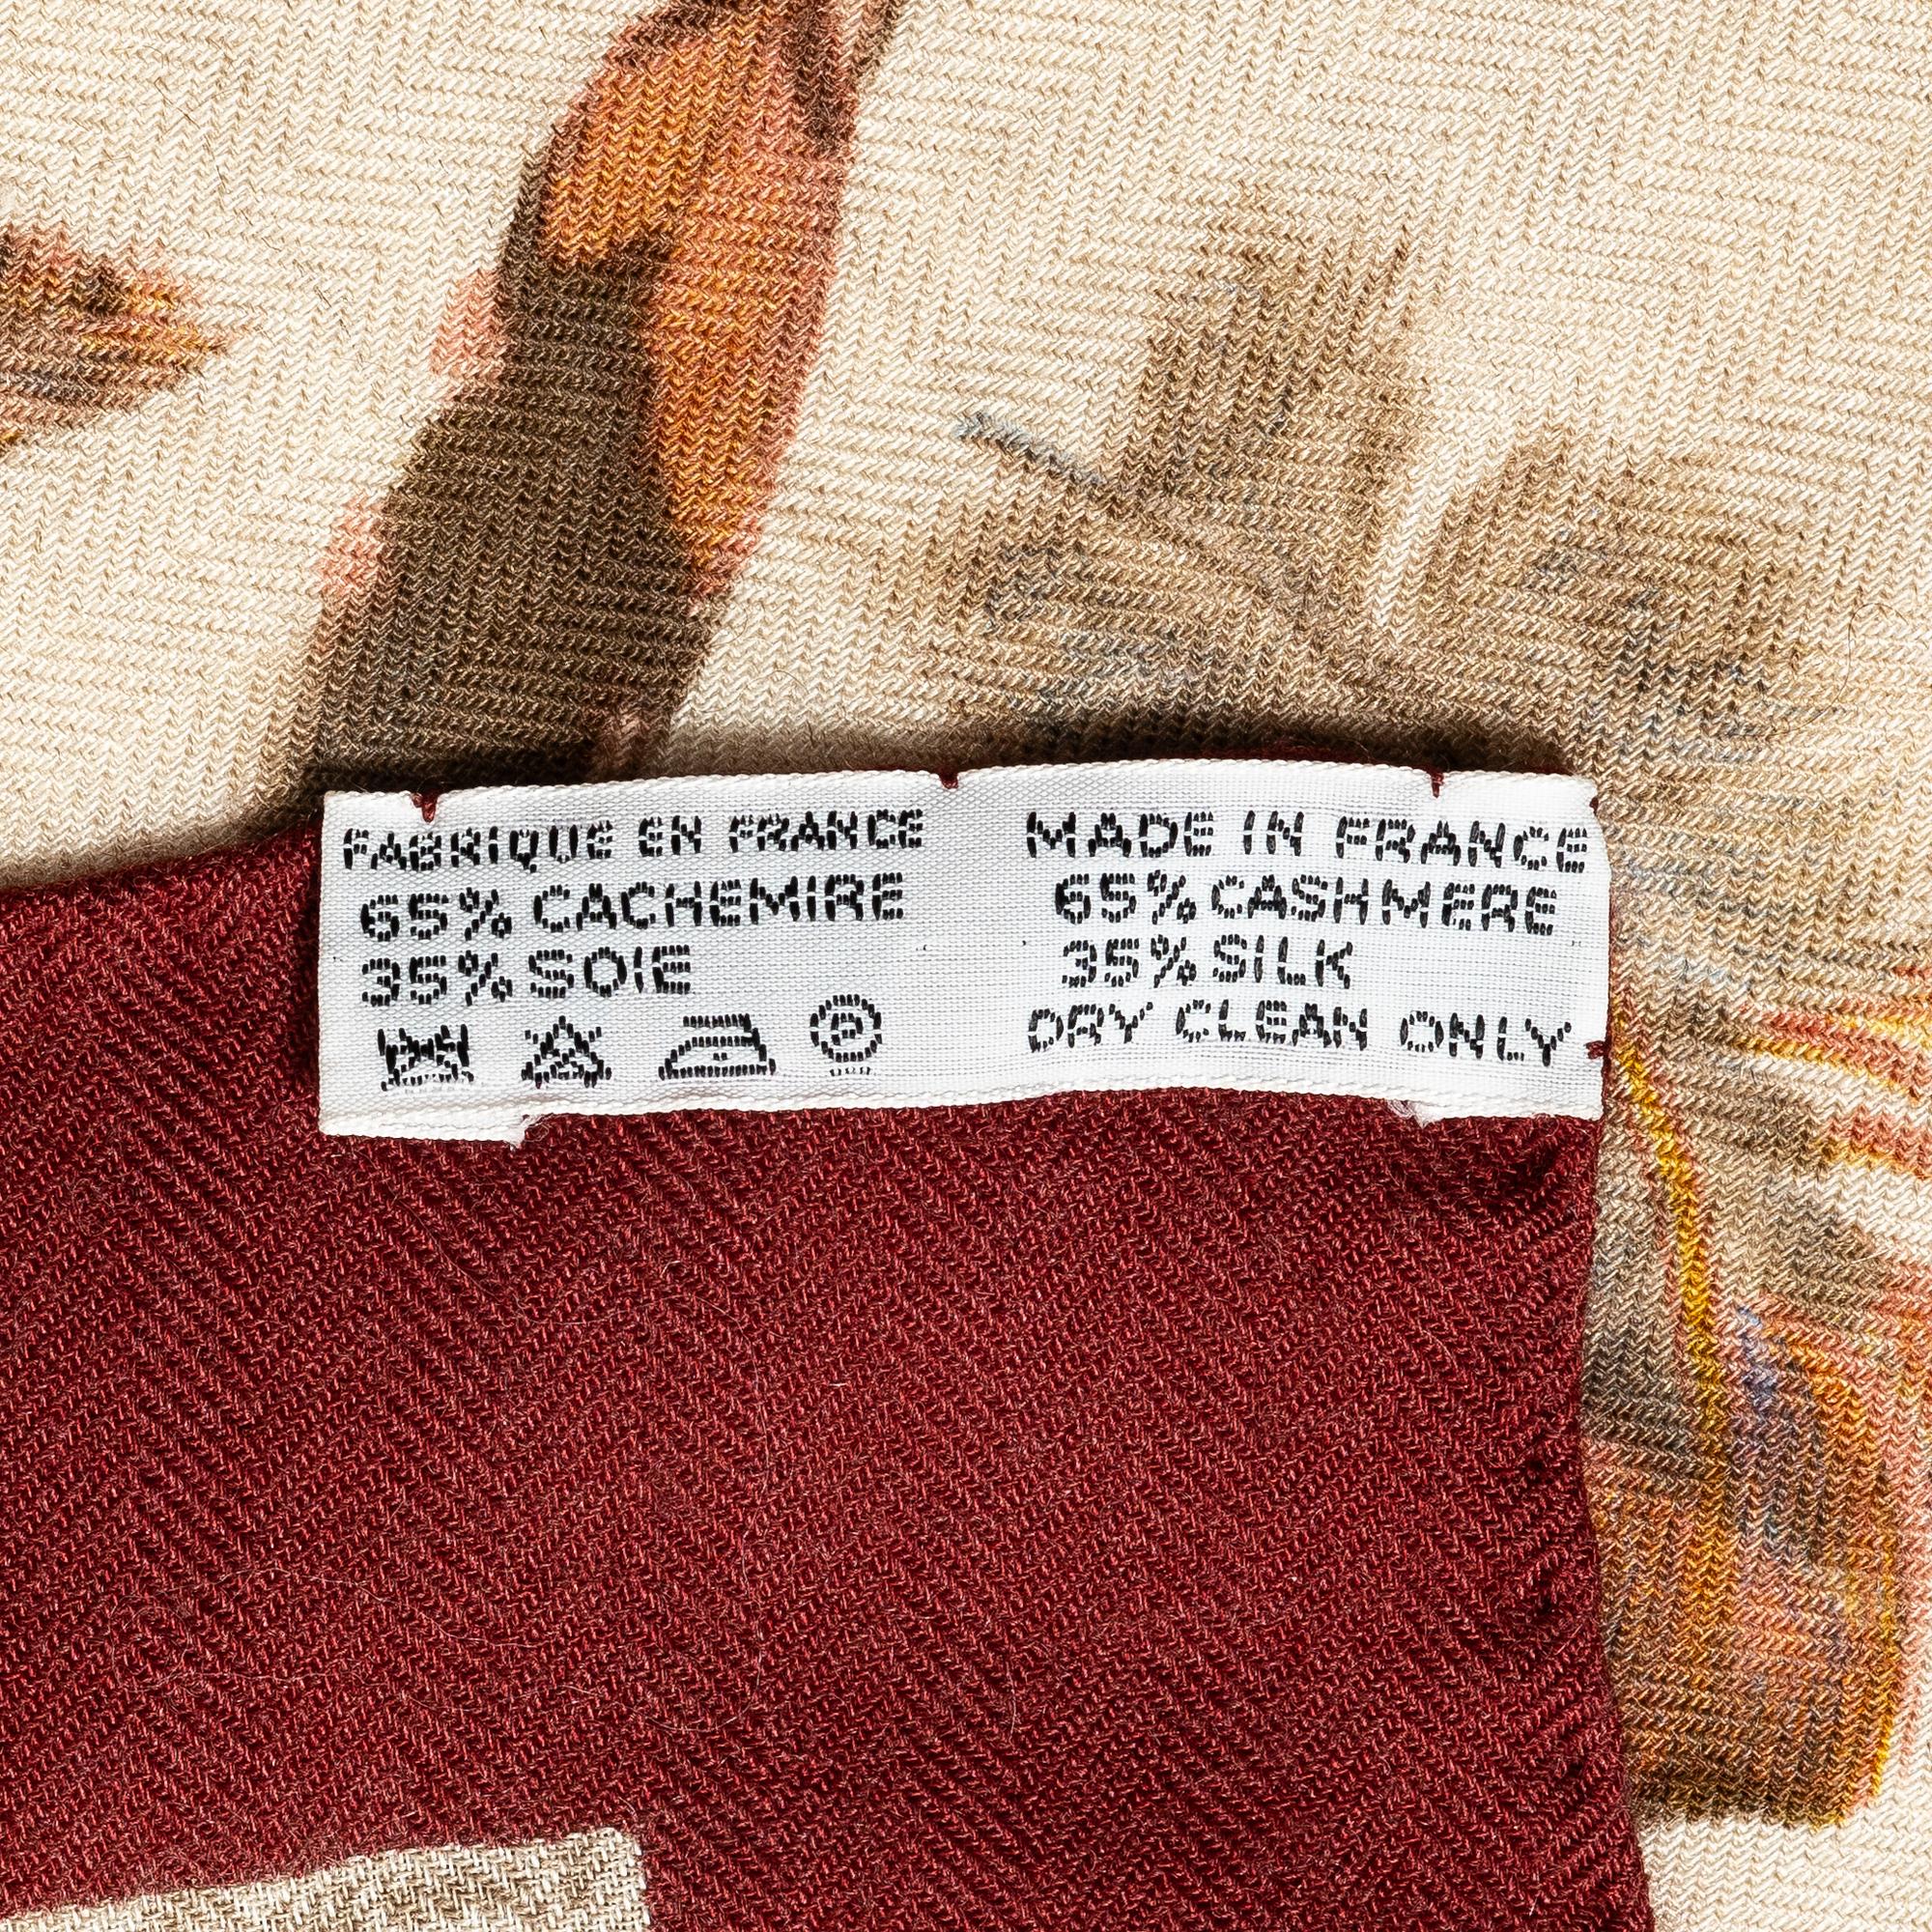 FABRIQUE EN FRANCE
65% CACHEMIRE
35% SOIE
P
MADE IN FRANCE
65% CASHMERE
35% SILK
DRY CLEAN ONLY